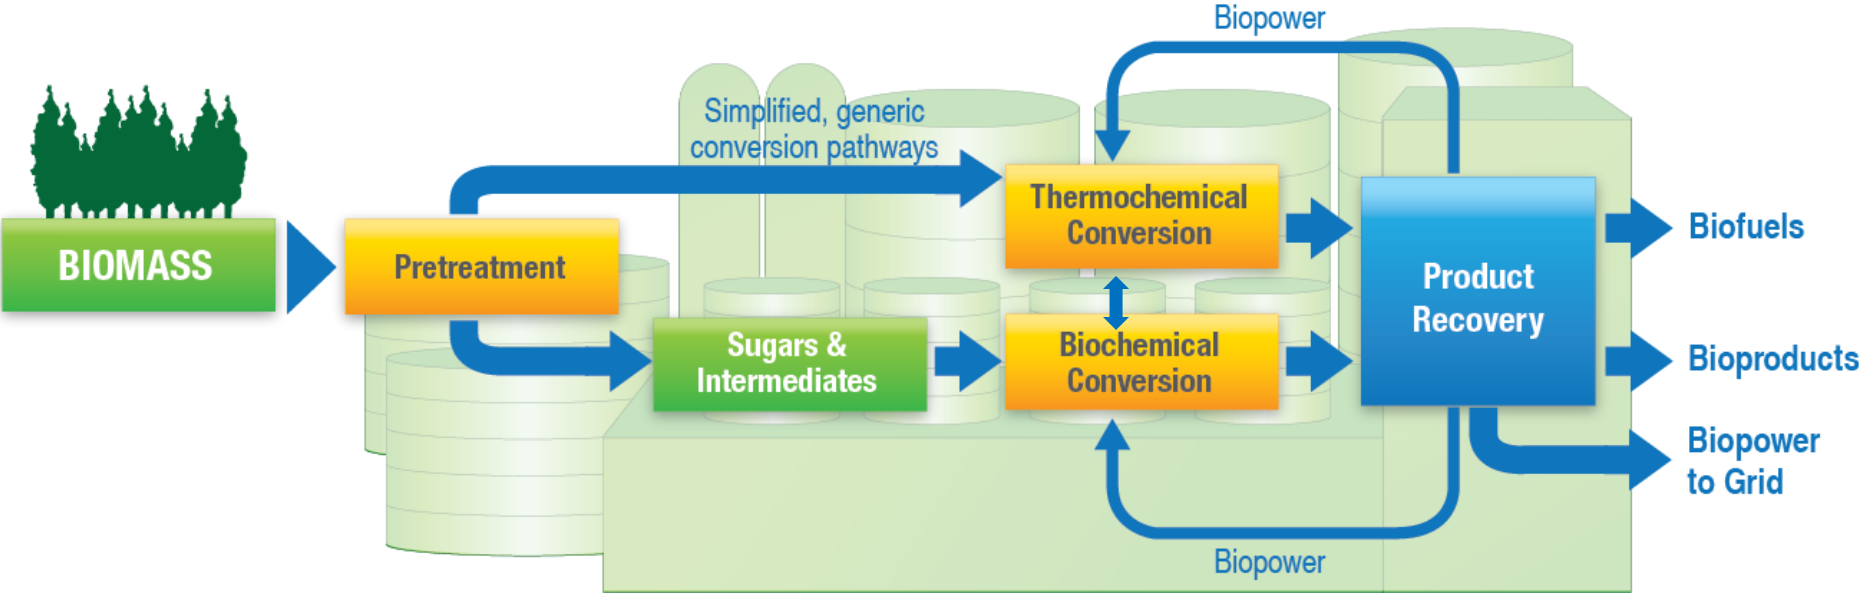 Biopower
Simplified, generic
conversion pathways
BIOMASS
Pretreatment
Thermochemical
Conversion
Sugars &
Intermediates
Biochemical
Conversion
Product
Recovery
Biofuels
Bioproducts
Biopower
to Grid
Biopower